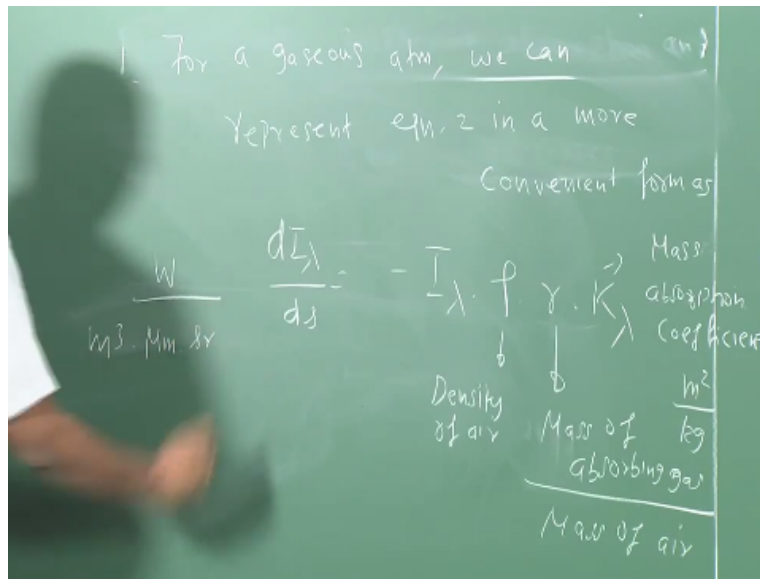 1. For a gaseous atm, we can
represent eqn. 2 in a more
Convenient form as
W / m3. μm. Sr
dIλ / ds = - Iλ. ρ. r. Kλ
Mass
absorption
Coefficient
m² / kg
Density
of air
Mass of
absorbing gas
Mass of air